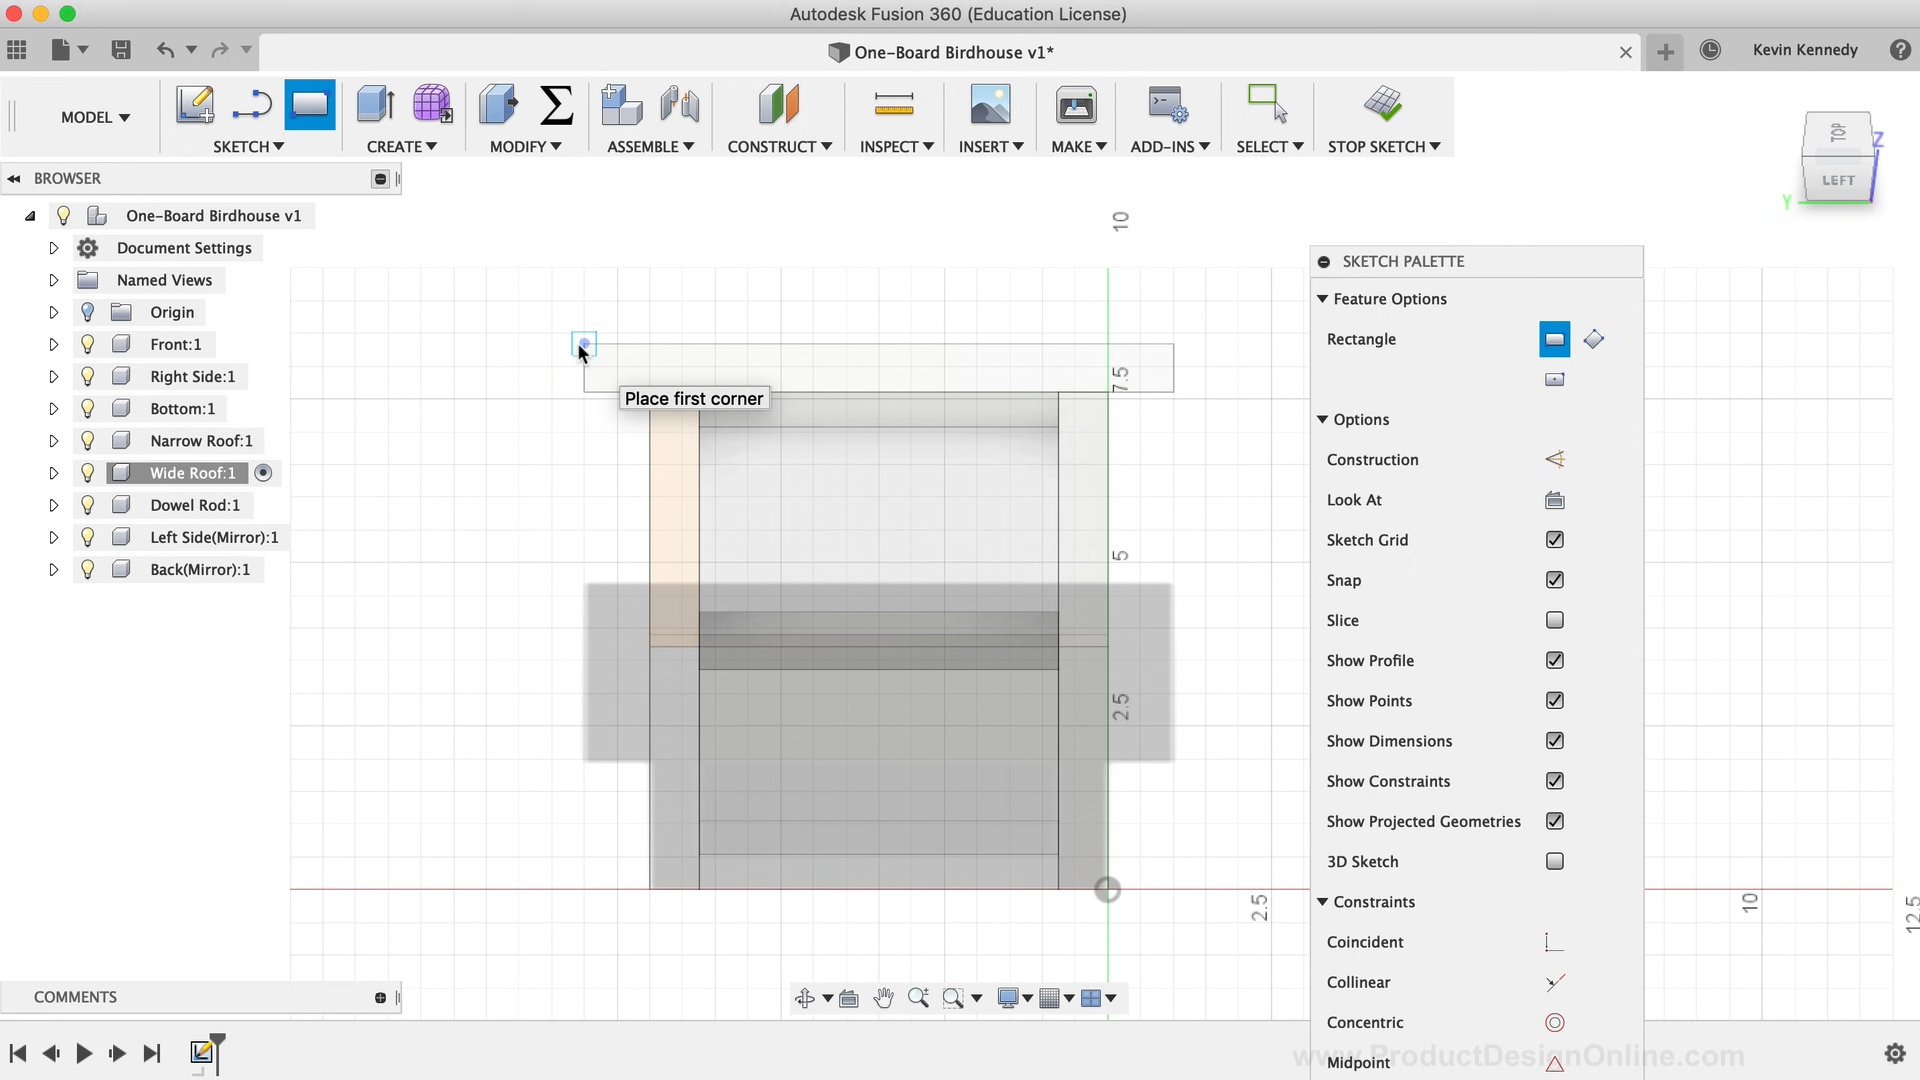 Autodesk Fusion 360 (Education License)
One-Board Birdhouse v1*
Kevin Kennedy
MODEL
SKETCH
CREATE
MODIFY
ASSEMBLE
CONSTRUCT
INSPECT
INSERT
MAKE
ADD-INS
SELECT
STOP SKETCH
TOP
LEFT
Z
Y
BROWSER
One-Board Birdhouse v1
Document Settings
Named Views
Origin
Front:1
Right Side:1
Bottom:1
Narrow Roof:1
Wide Roof:1
Dowel Rod:1
Left Side(Mirror):1
Back(Mirror):1
10
7.5
5
2.5
2.5
10
12.5
Place first corner
SKETCH PALETTE
Feature Options
Rectangle
Options
Construction
Look At
Sketch Grid
Snap
Slice
Show Profile
Show Points
Show Dimensions
Show Constraints
Show Projected Geometries
3D Sketch
Constraints
Coincident
Collinear
Concentric
Midpoint
COMMENTS
www.ProductDesignOnline.com